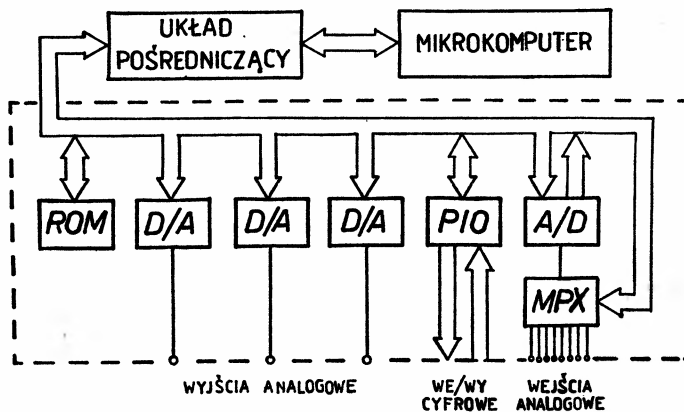 UKŁAD
POŚREDNICZĄCY
MIKROKOMPUTER
ROM
D/A
D/A
D/A
PIO
A/D
MPX
WYJŚCIA ANALOGOWE
WE/WY
CYFROWE
WEJŚCIA
ANALOGOWE